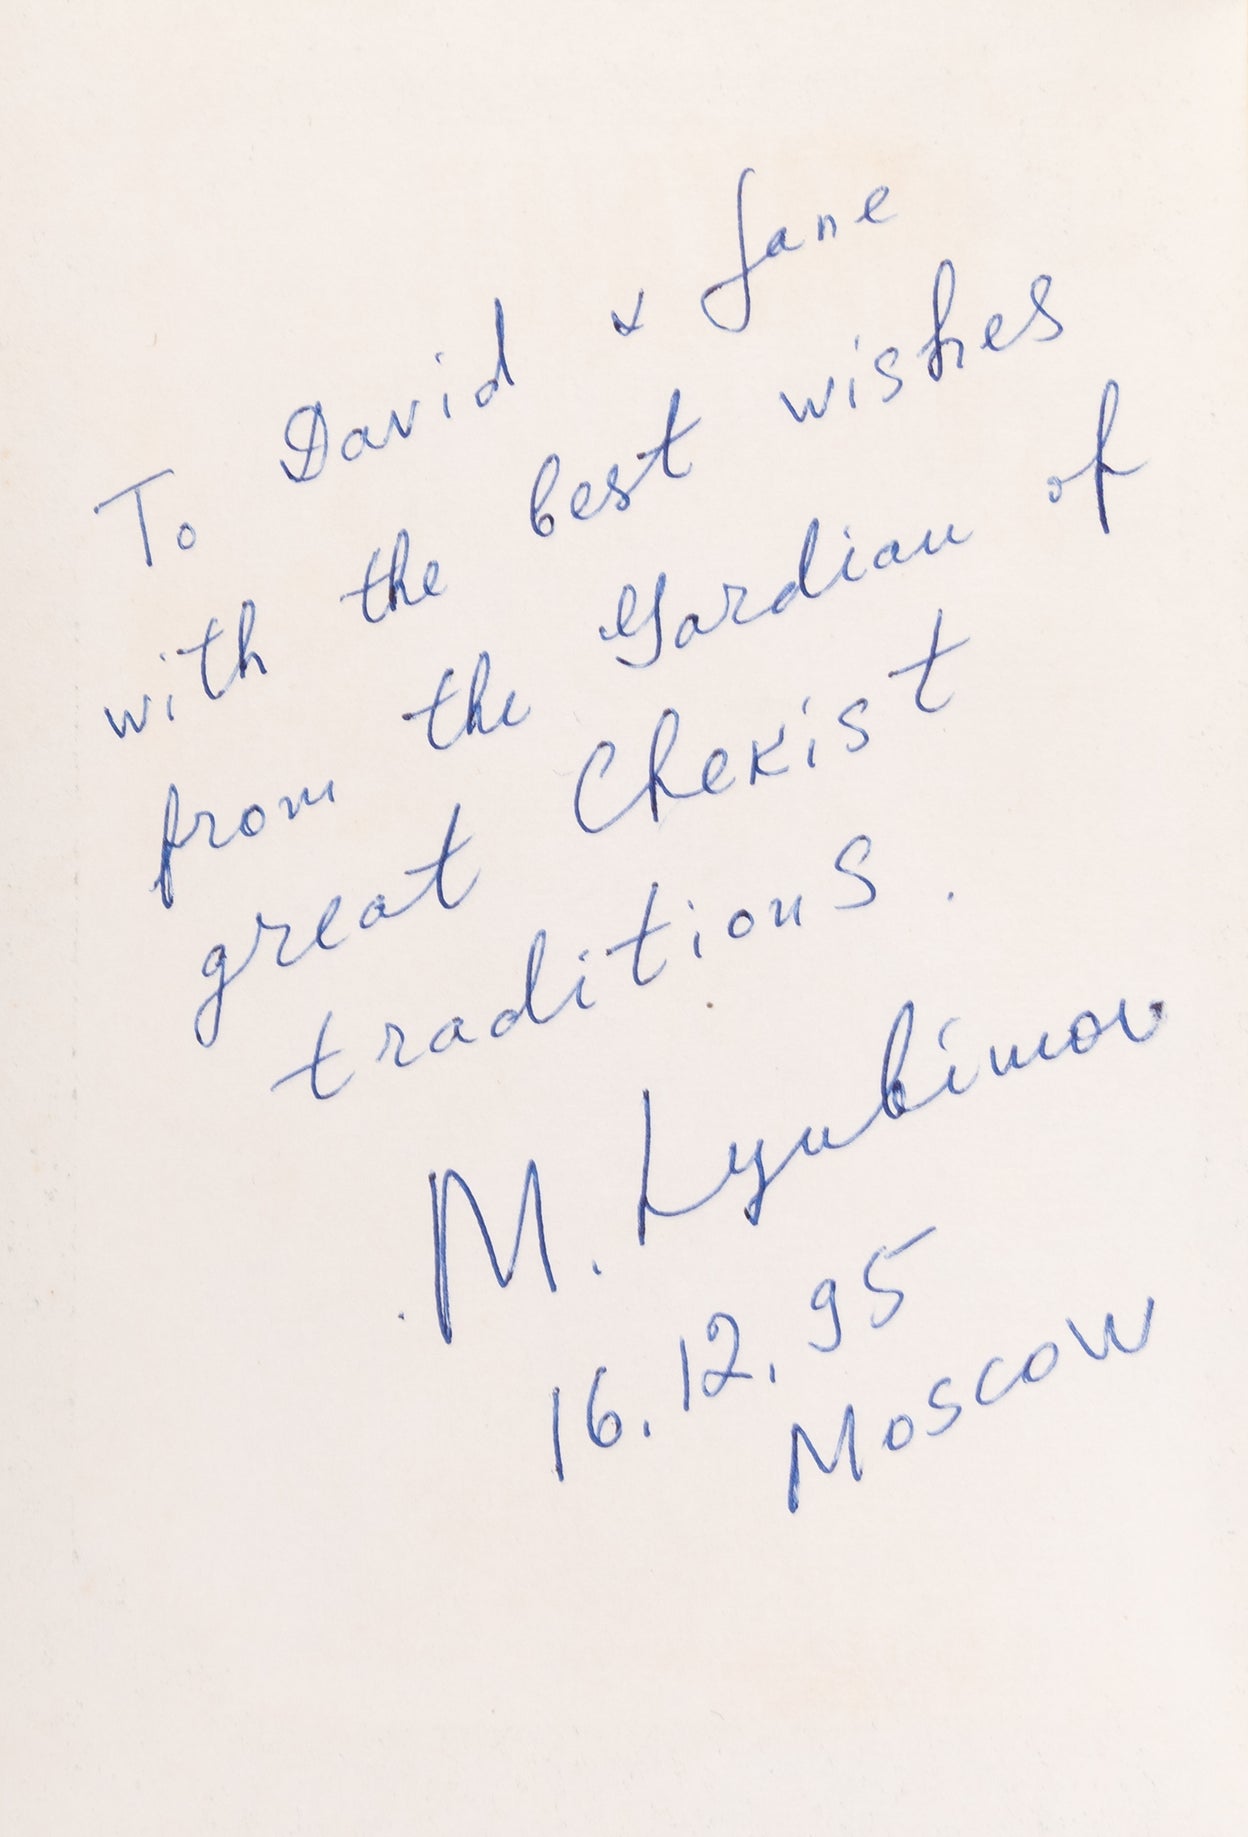 To David & Jane
with the best wishes
from the Gardian of
great Chekist
traditions.
M. Lyubimov
16.12.95
Moscow